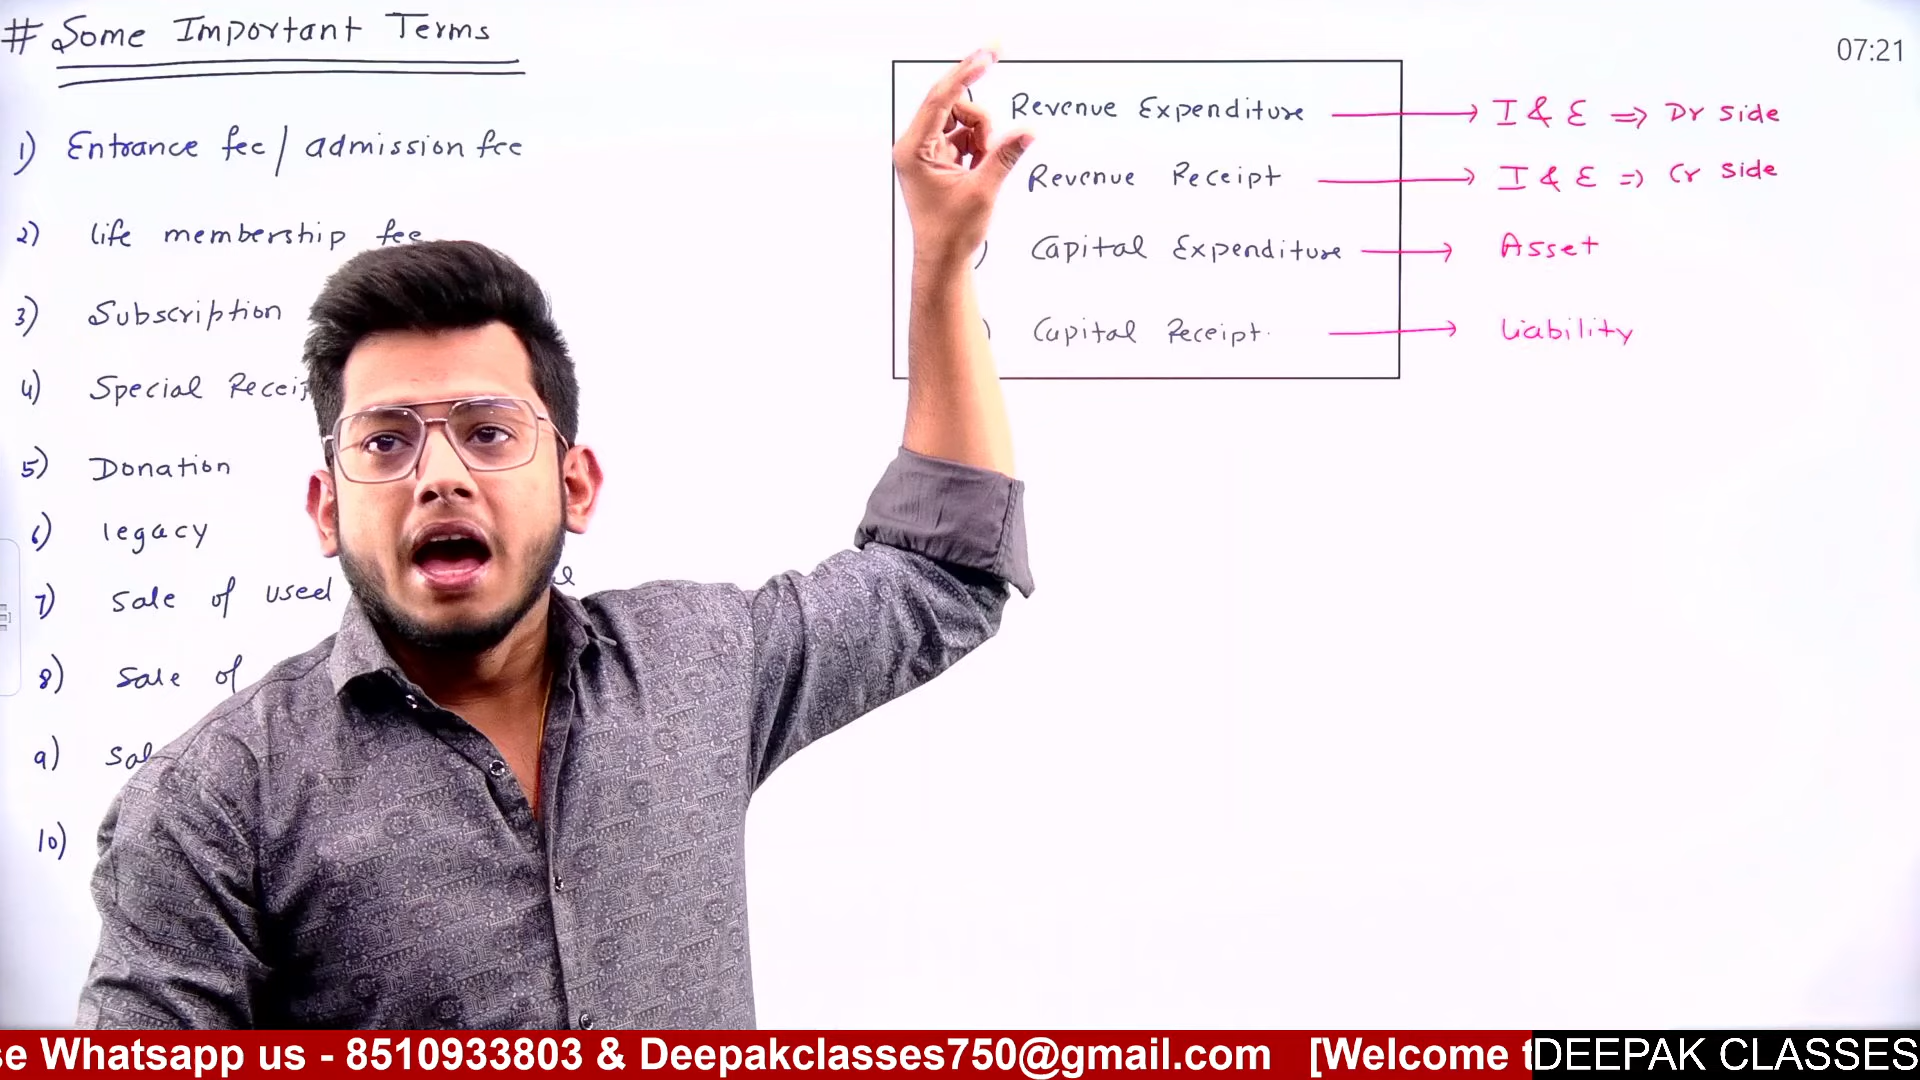 # Some Important Terms
1) Entrance fee / admission fee
2) life membership fee
3) Subscription
4) Special
5) Donation
6) legacy
7) Sale of used
8) Sale of
9)
10)
07:21
Revenue Expenditure → I & E => Dr side
Revenue Receipt → I & E => Cr side
Capital Expenditure → Asset
Capital Receipt. → Liability
se Whatsapp us - 8510933803 & Deepakclasses750@gmail.com [Welcome
DEEPAK CLASSES